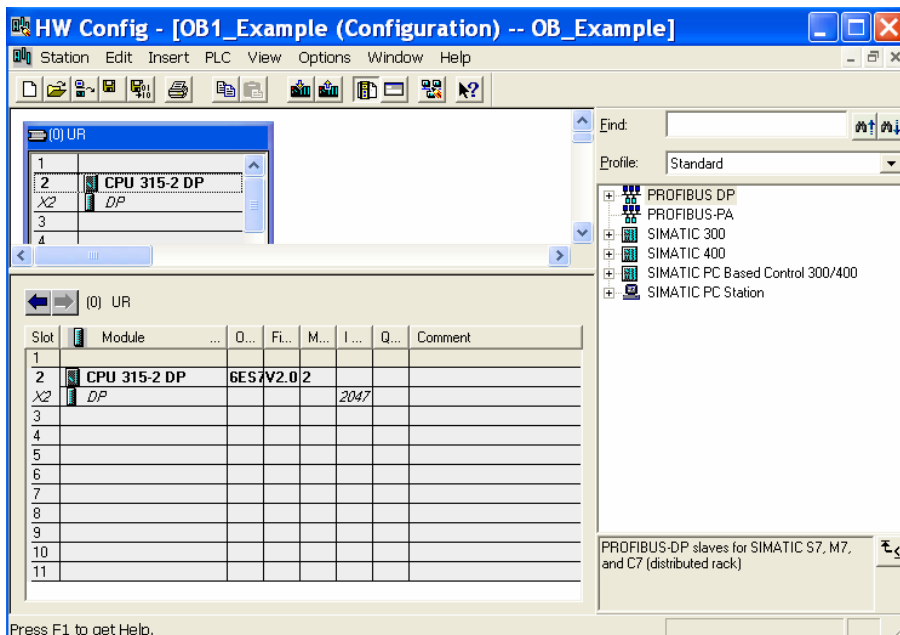 HW Config - [OB1_Example (Configuration) -- OB_Example]
Station Edit Insert PLC View Options Window Help
(0) UR
1
2 CPU 315-2 DP
X2 DP
3
4
Find:
Profile: Standard
PROFIBUS DP
PROFIBUS-PA
SIMATIC 300
SIMATIC 400
SIMATIC PC Based Control 300/400
SIMATIC PC Station
(0) UR
Slot Module ... O... Fi... M... I ... Q... Comment
1
2 CPU 315-2 DP 6ES7 V2.0 2
X2 DP 2047
3
4
5
6
7
8
9
10
11
PROFIBUS-DP slaves for SIMATIC S7, M7,
and C7 (distributed rack)
Press F1 to get Help.